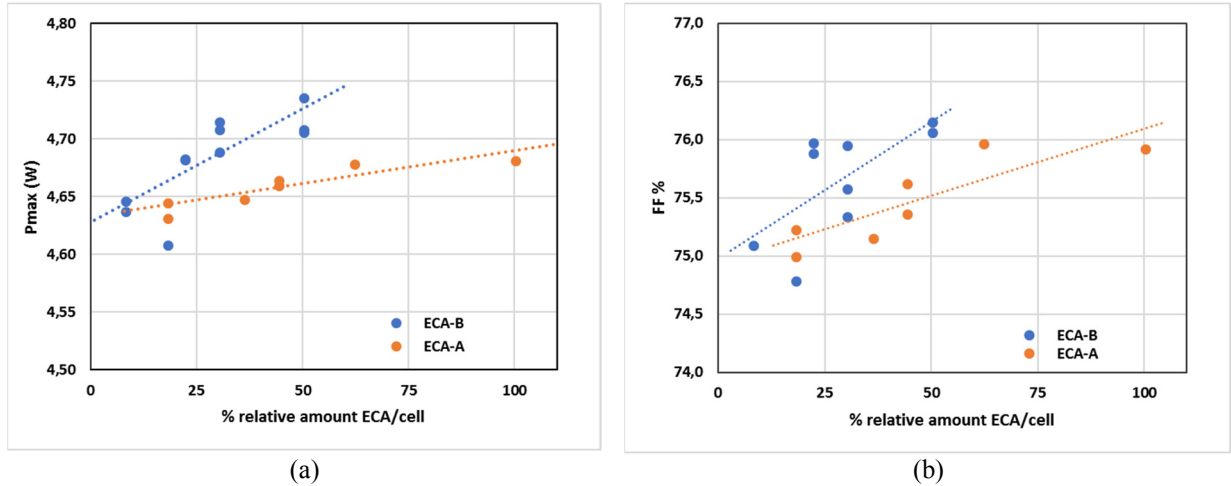 4,80
4,75
4,70
4,65
4,60
4,55
4,50
Pmax (W)
0 25 50 75 100
% relative amount ECA/cell
ECA-B
ECA-A
(a)
77,0
76,5
76,0
75,5
75,0
74,5
74,0
FF %
0 25 50 75 100
% relative amount ECA/cell
ECA-B
ECA-A
(b)